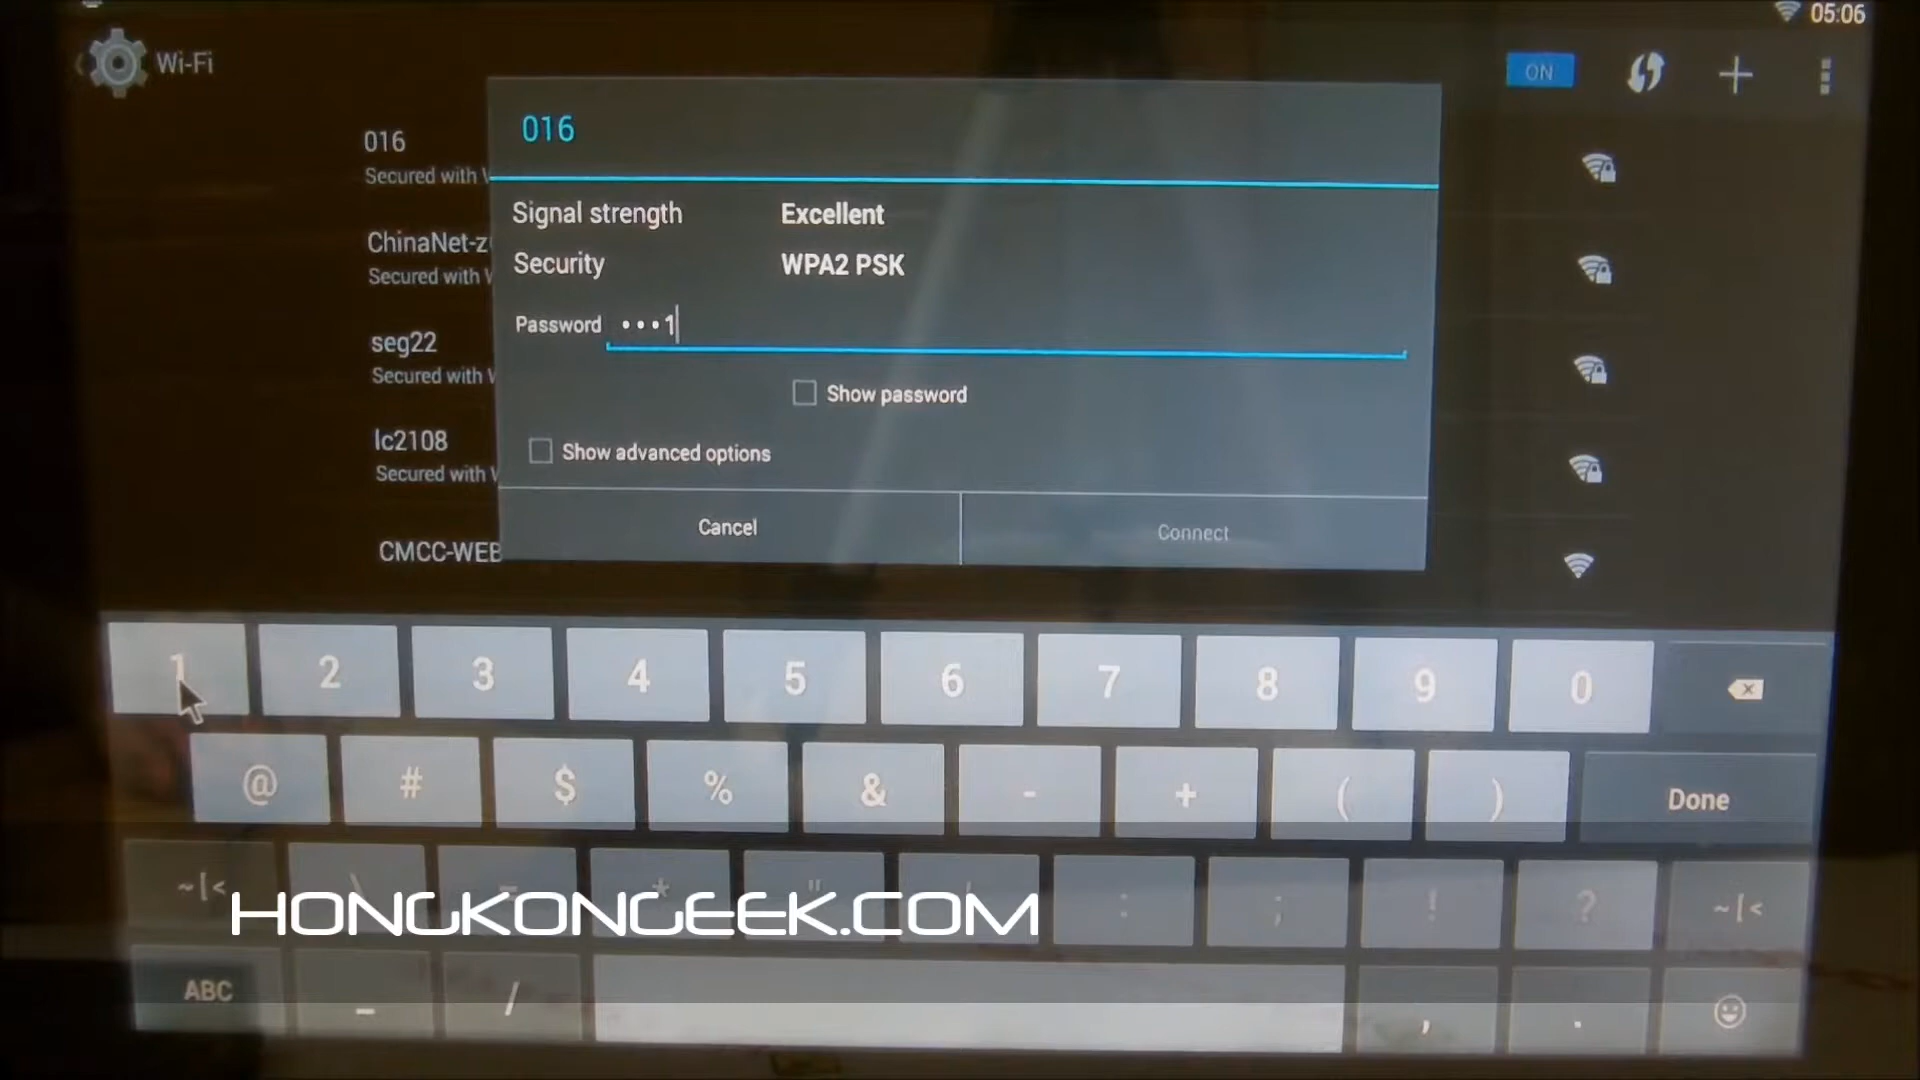 05:06
Wi-Fi
ON
016
016
Secured with
Signal strength Excellent
ChinaNet-z
Security WPA2 PSK
Secured with
Password •••1
seg22
Secured with
Show password
lc2108
Show advanced options
Secured with
Cancel Connect
CMCC-WEB
1 2 3 4 5 6 7 8 9 0
@ # $ % & - + ( ) Done
~[< \ = * " : ; ! ? ~[<
HONGKONGEEK.COM
ABC _ / , .